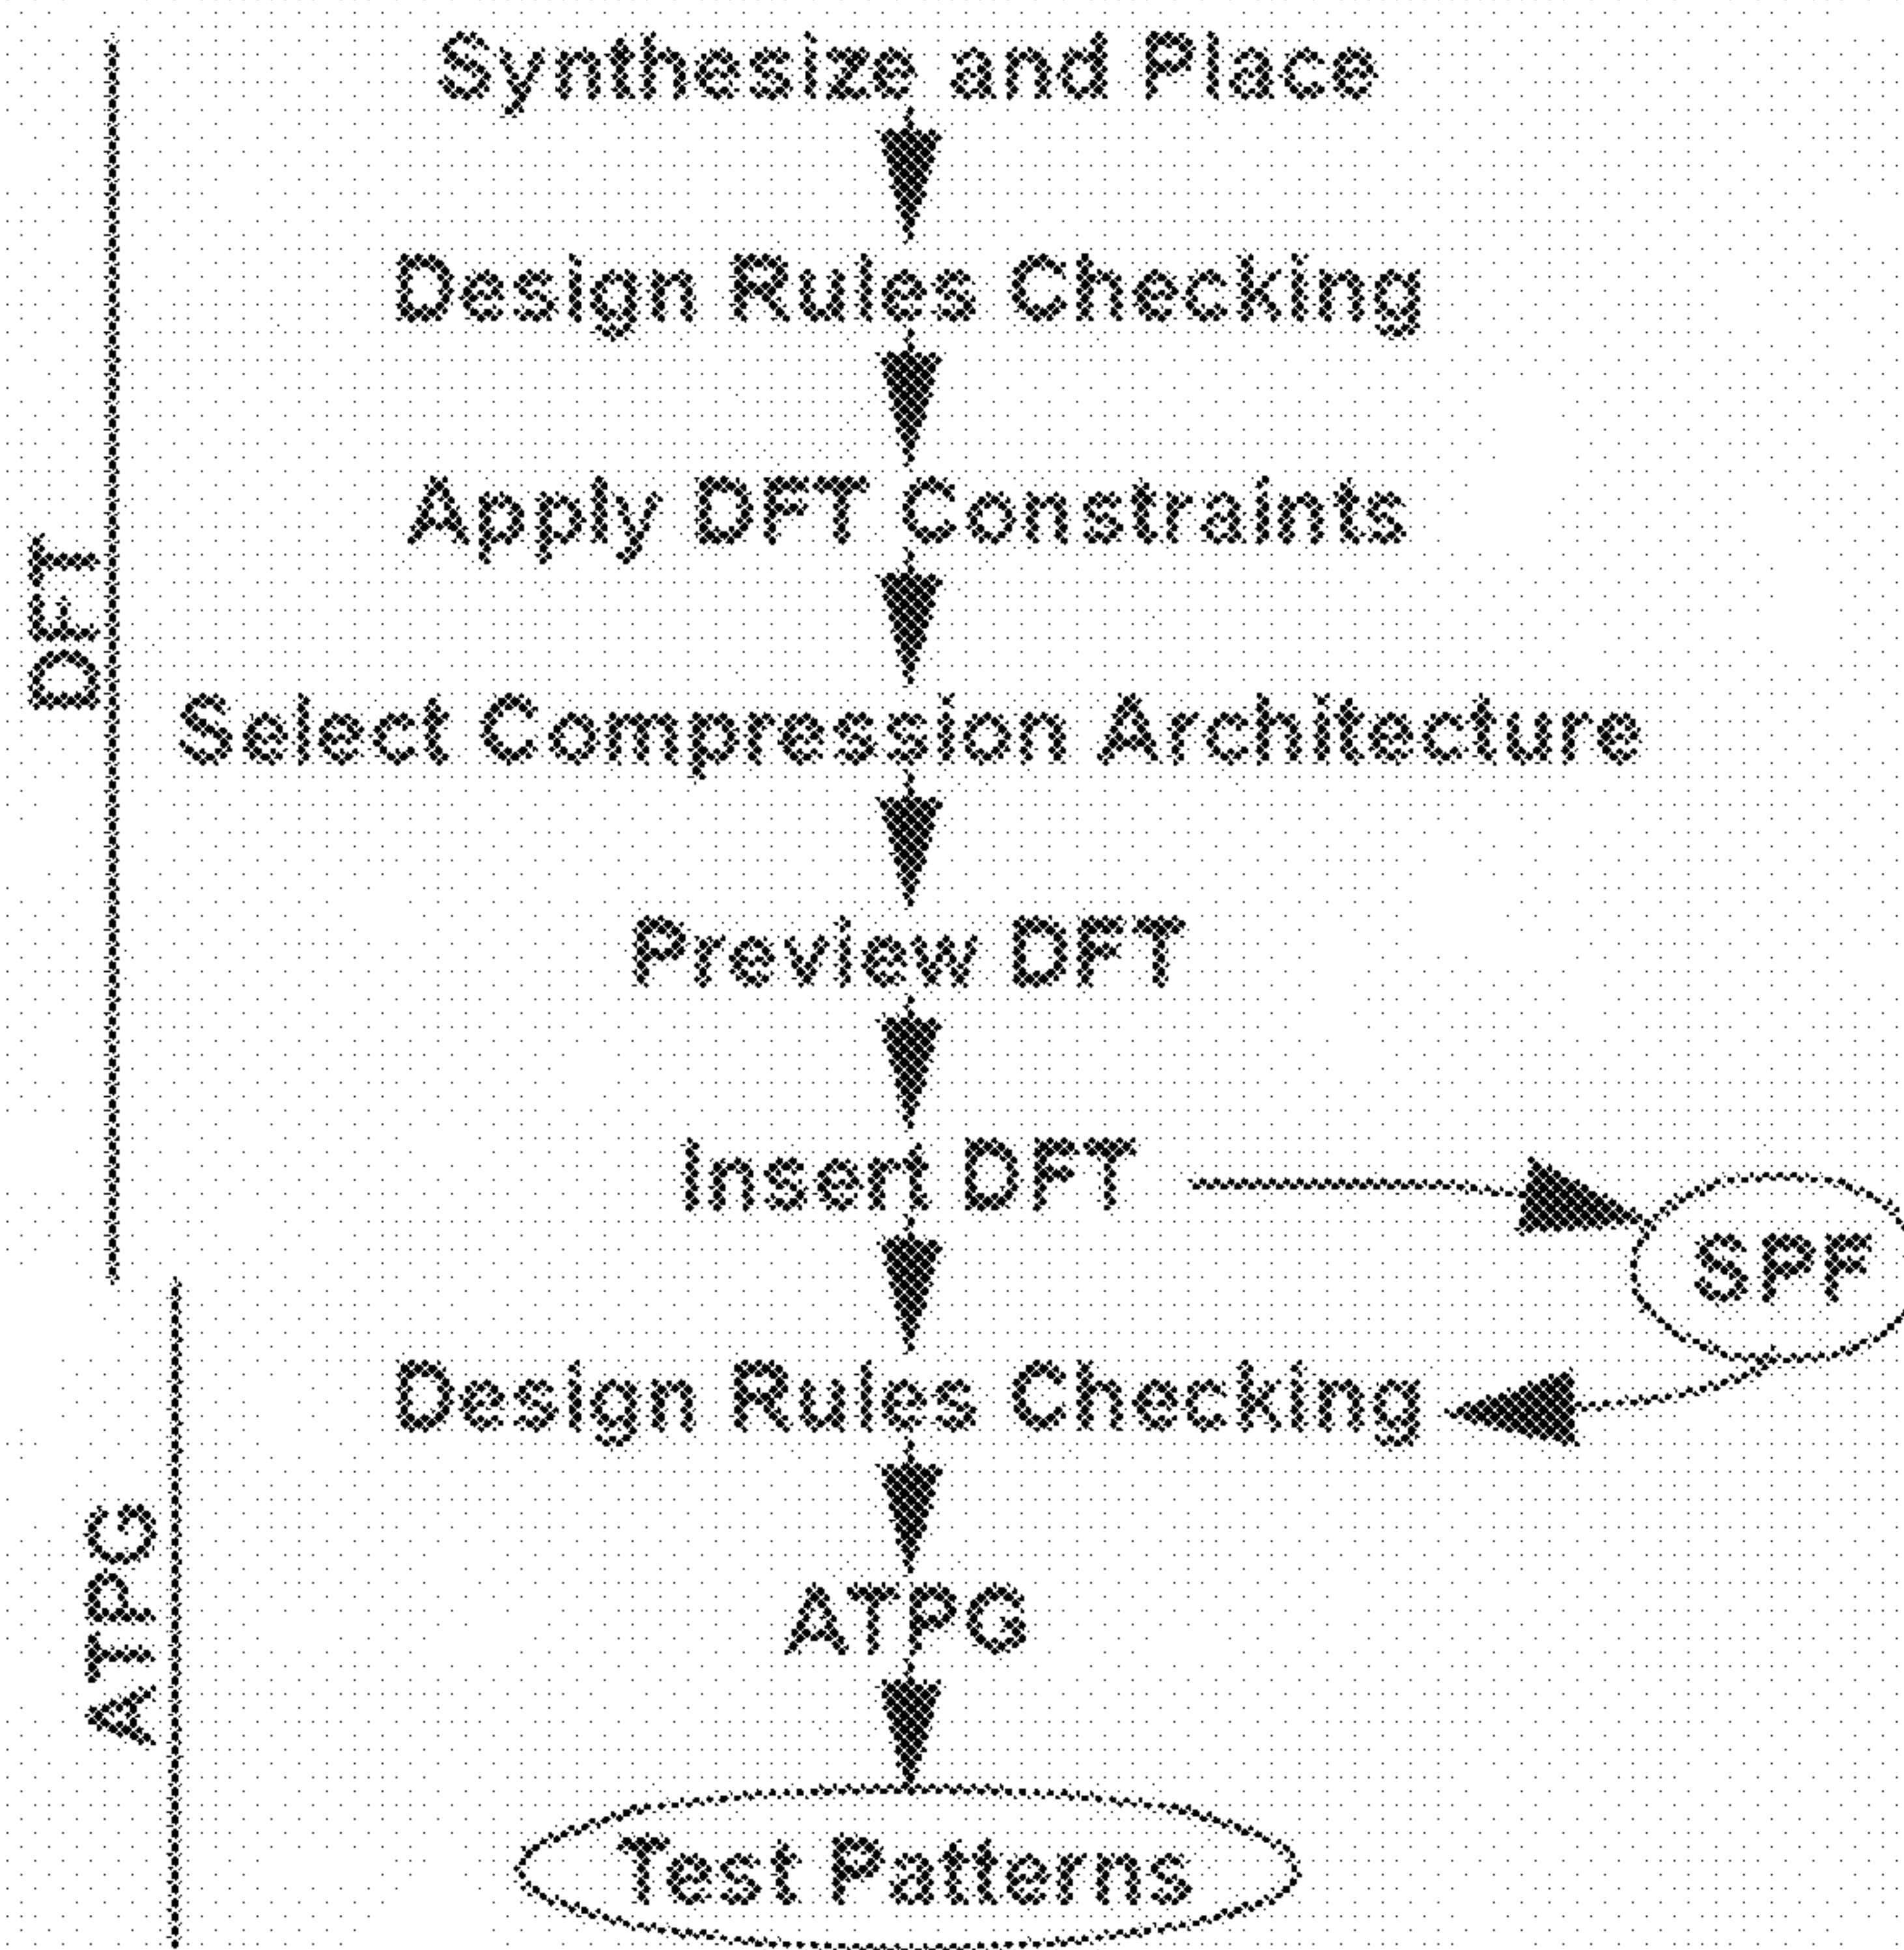 Synthesize and Place
Design Rules Checking
Apply DFT Constraints
DFT
Select Compression Architecture
Preview DFT
Insert DFT
SPF
Design Rules Checking
ATPG
ATPG
Test Patterns